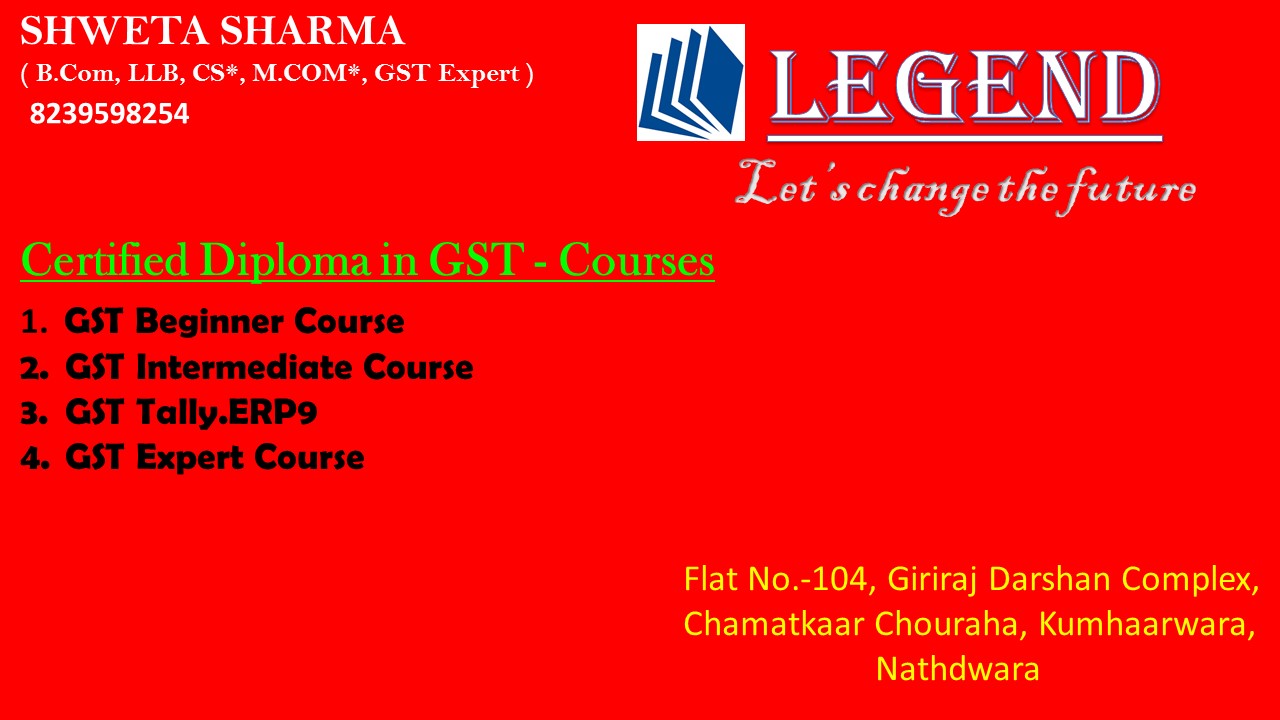 SHWETA SHARMA
( B.Com, LLB, CS*, M.COM*, GST Expert )
8239598254
LEGEND
Let's change the future
Certified Diploma in GST - Courses
1. GST Beginner Course
2. GST Intermediate Course
3. GST Tally.ERP9
4. GST Expert Course
Flat No.-104, Giriraj Darshan Complex,
Chamatkaar Chouraha, Kumhaarwara,
Nathdwara